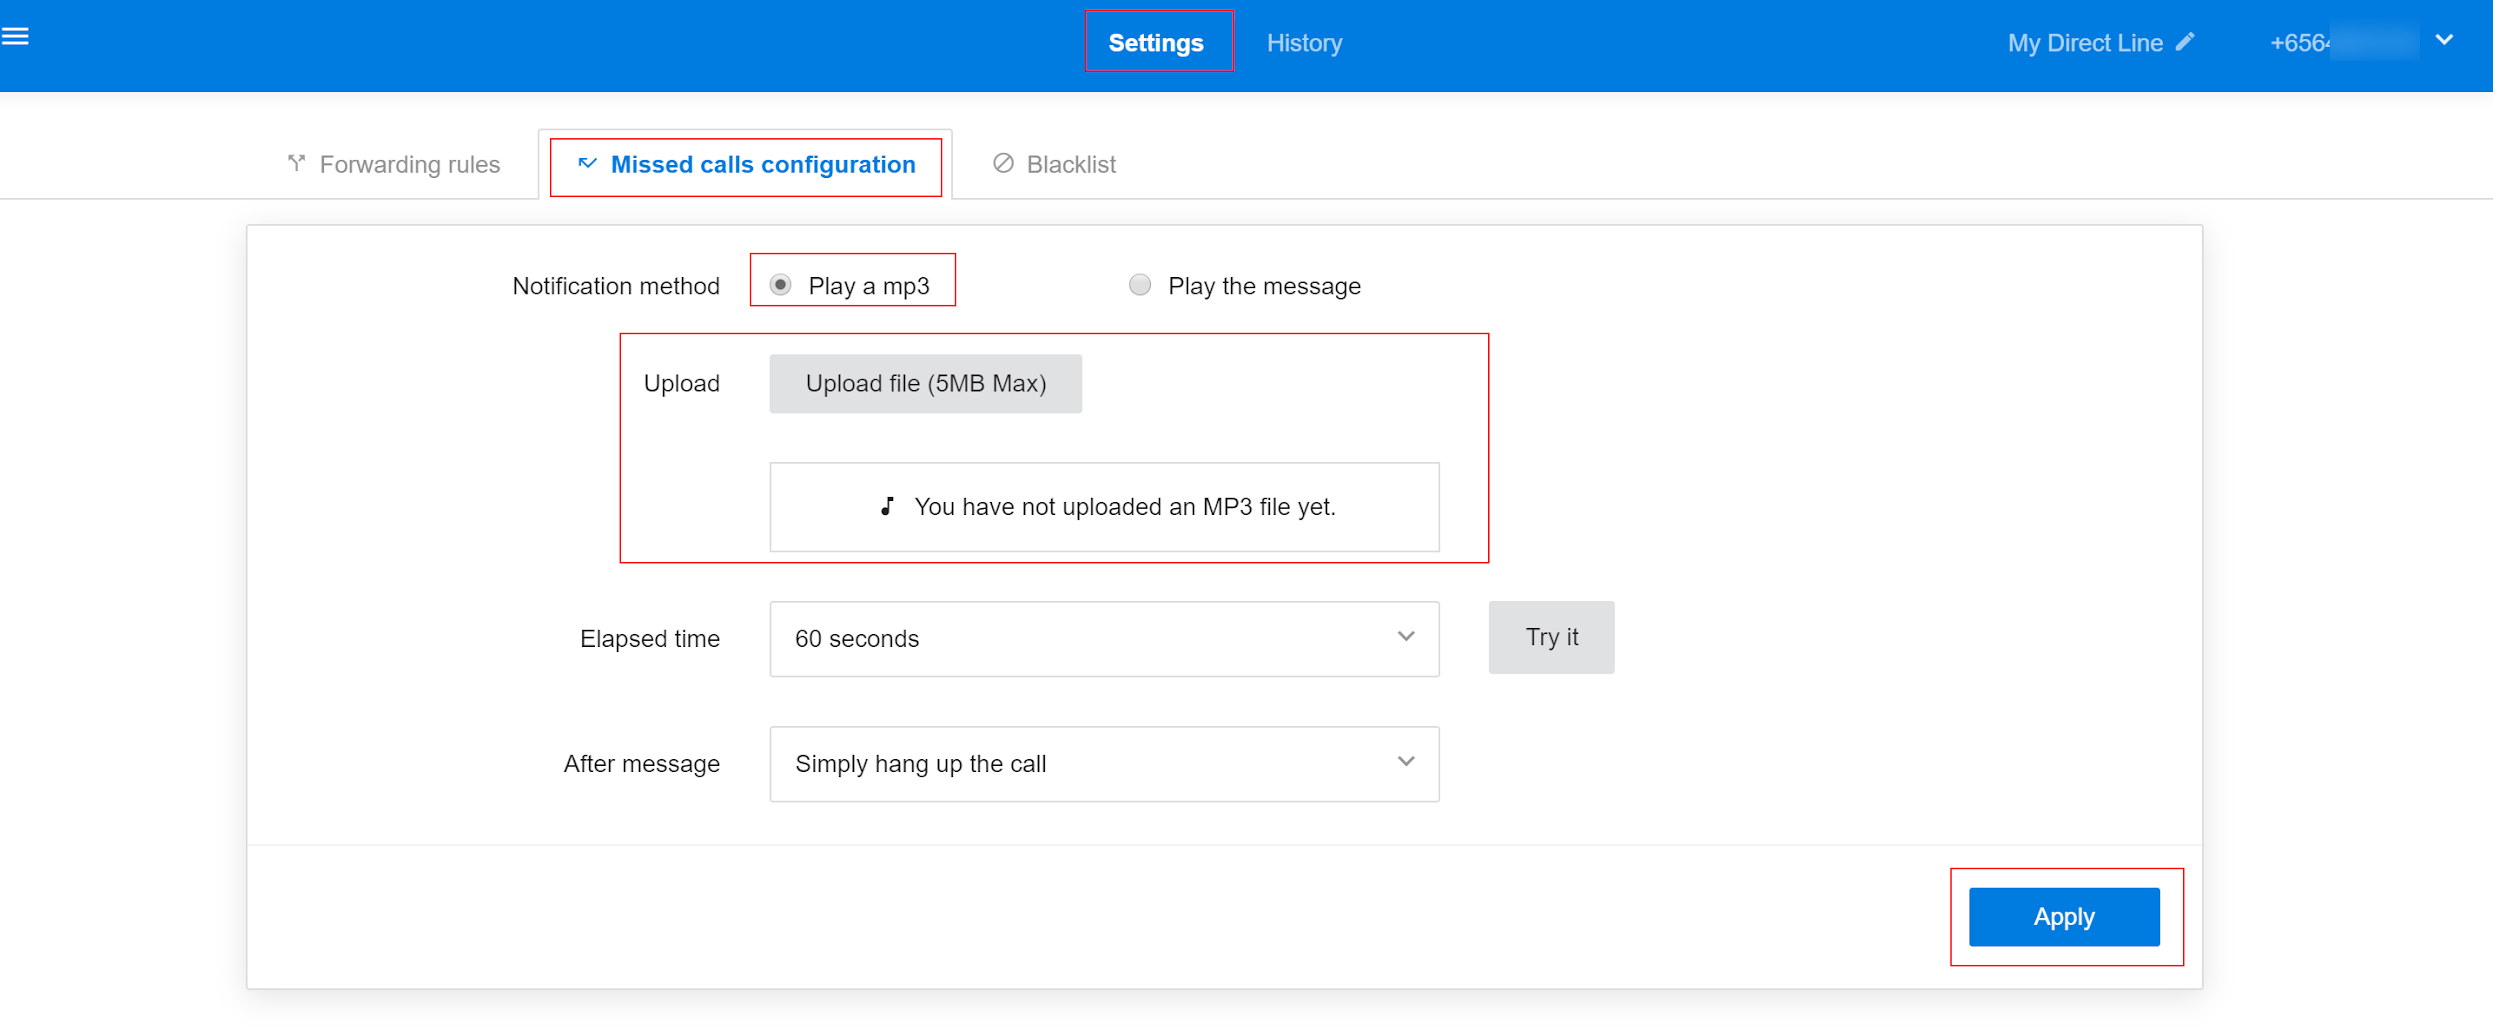 Settings History My Direct Line
Forwarding rules Missed calls configuration Blacklist
Notification method Play a mp3 Play the message
Upload Upload file (5MB Max)
You have not uploaded an MP3 file yet.
Elapsed time 60 seconds Try it
After message Simply hang up the call
Apply